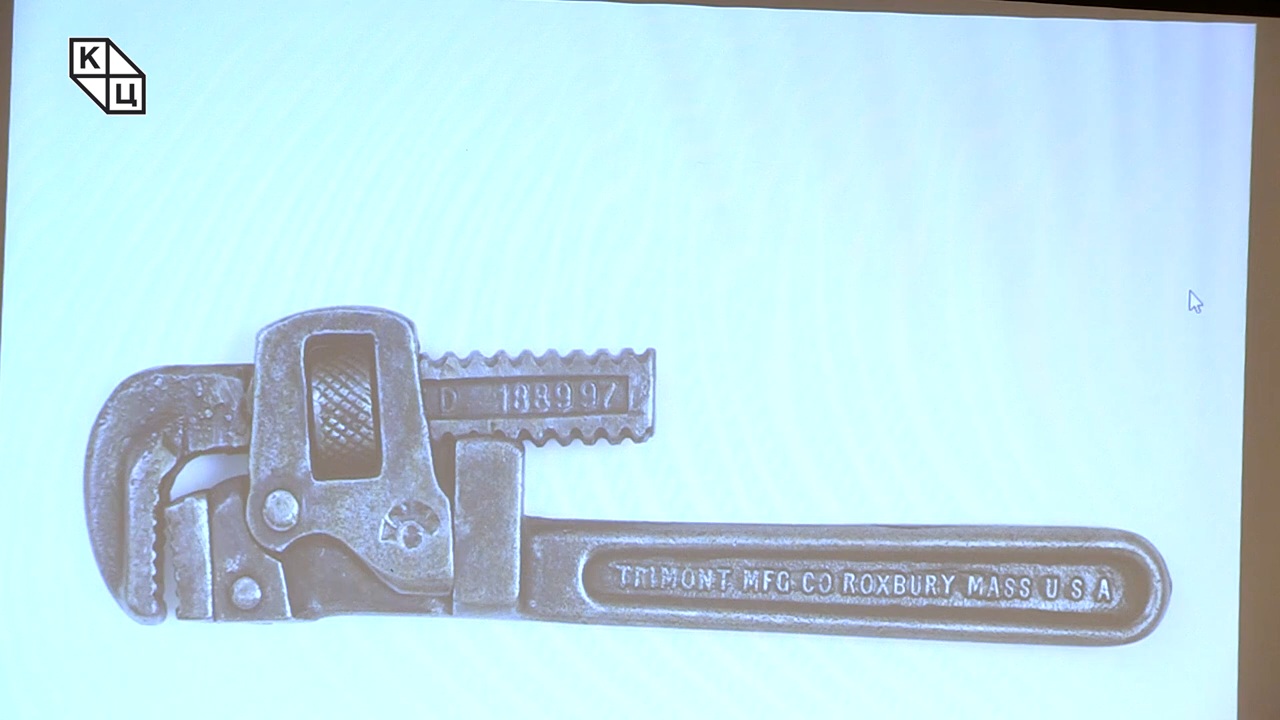 К
Ц
D 188997
TRIMONT MFG CO ROXBURY MASS U S A